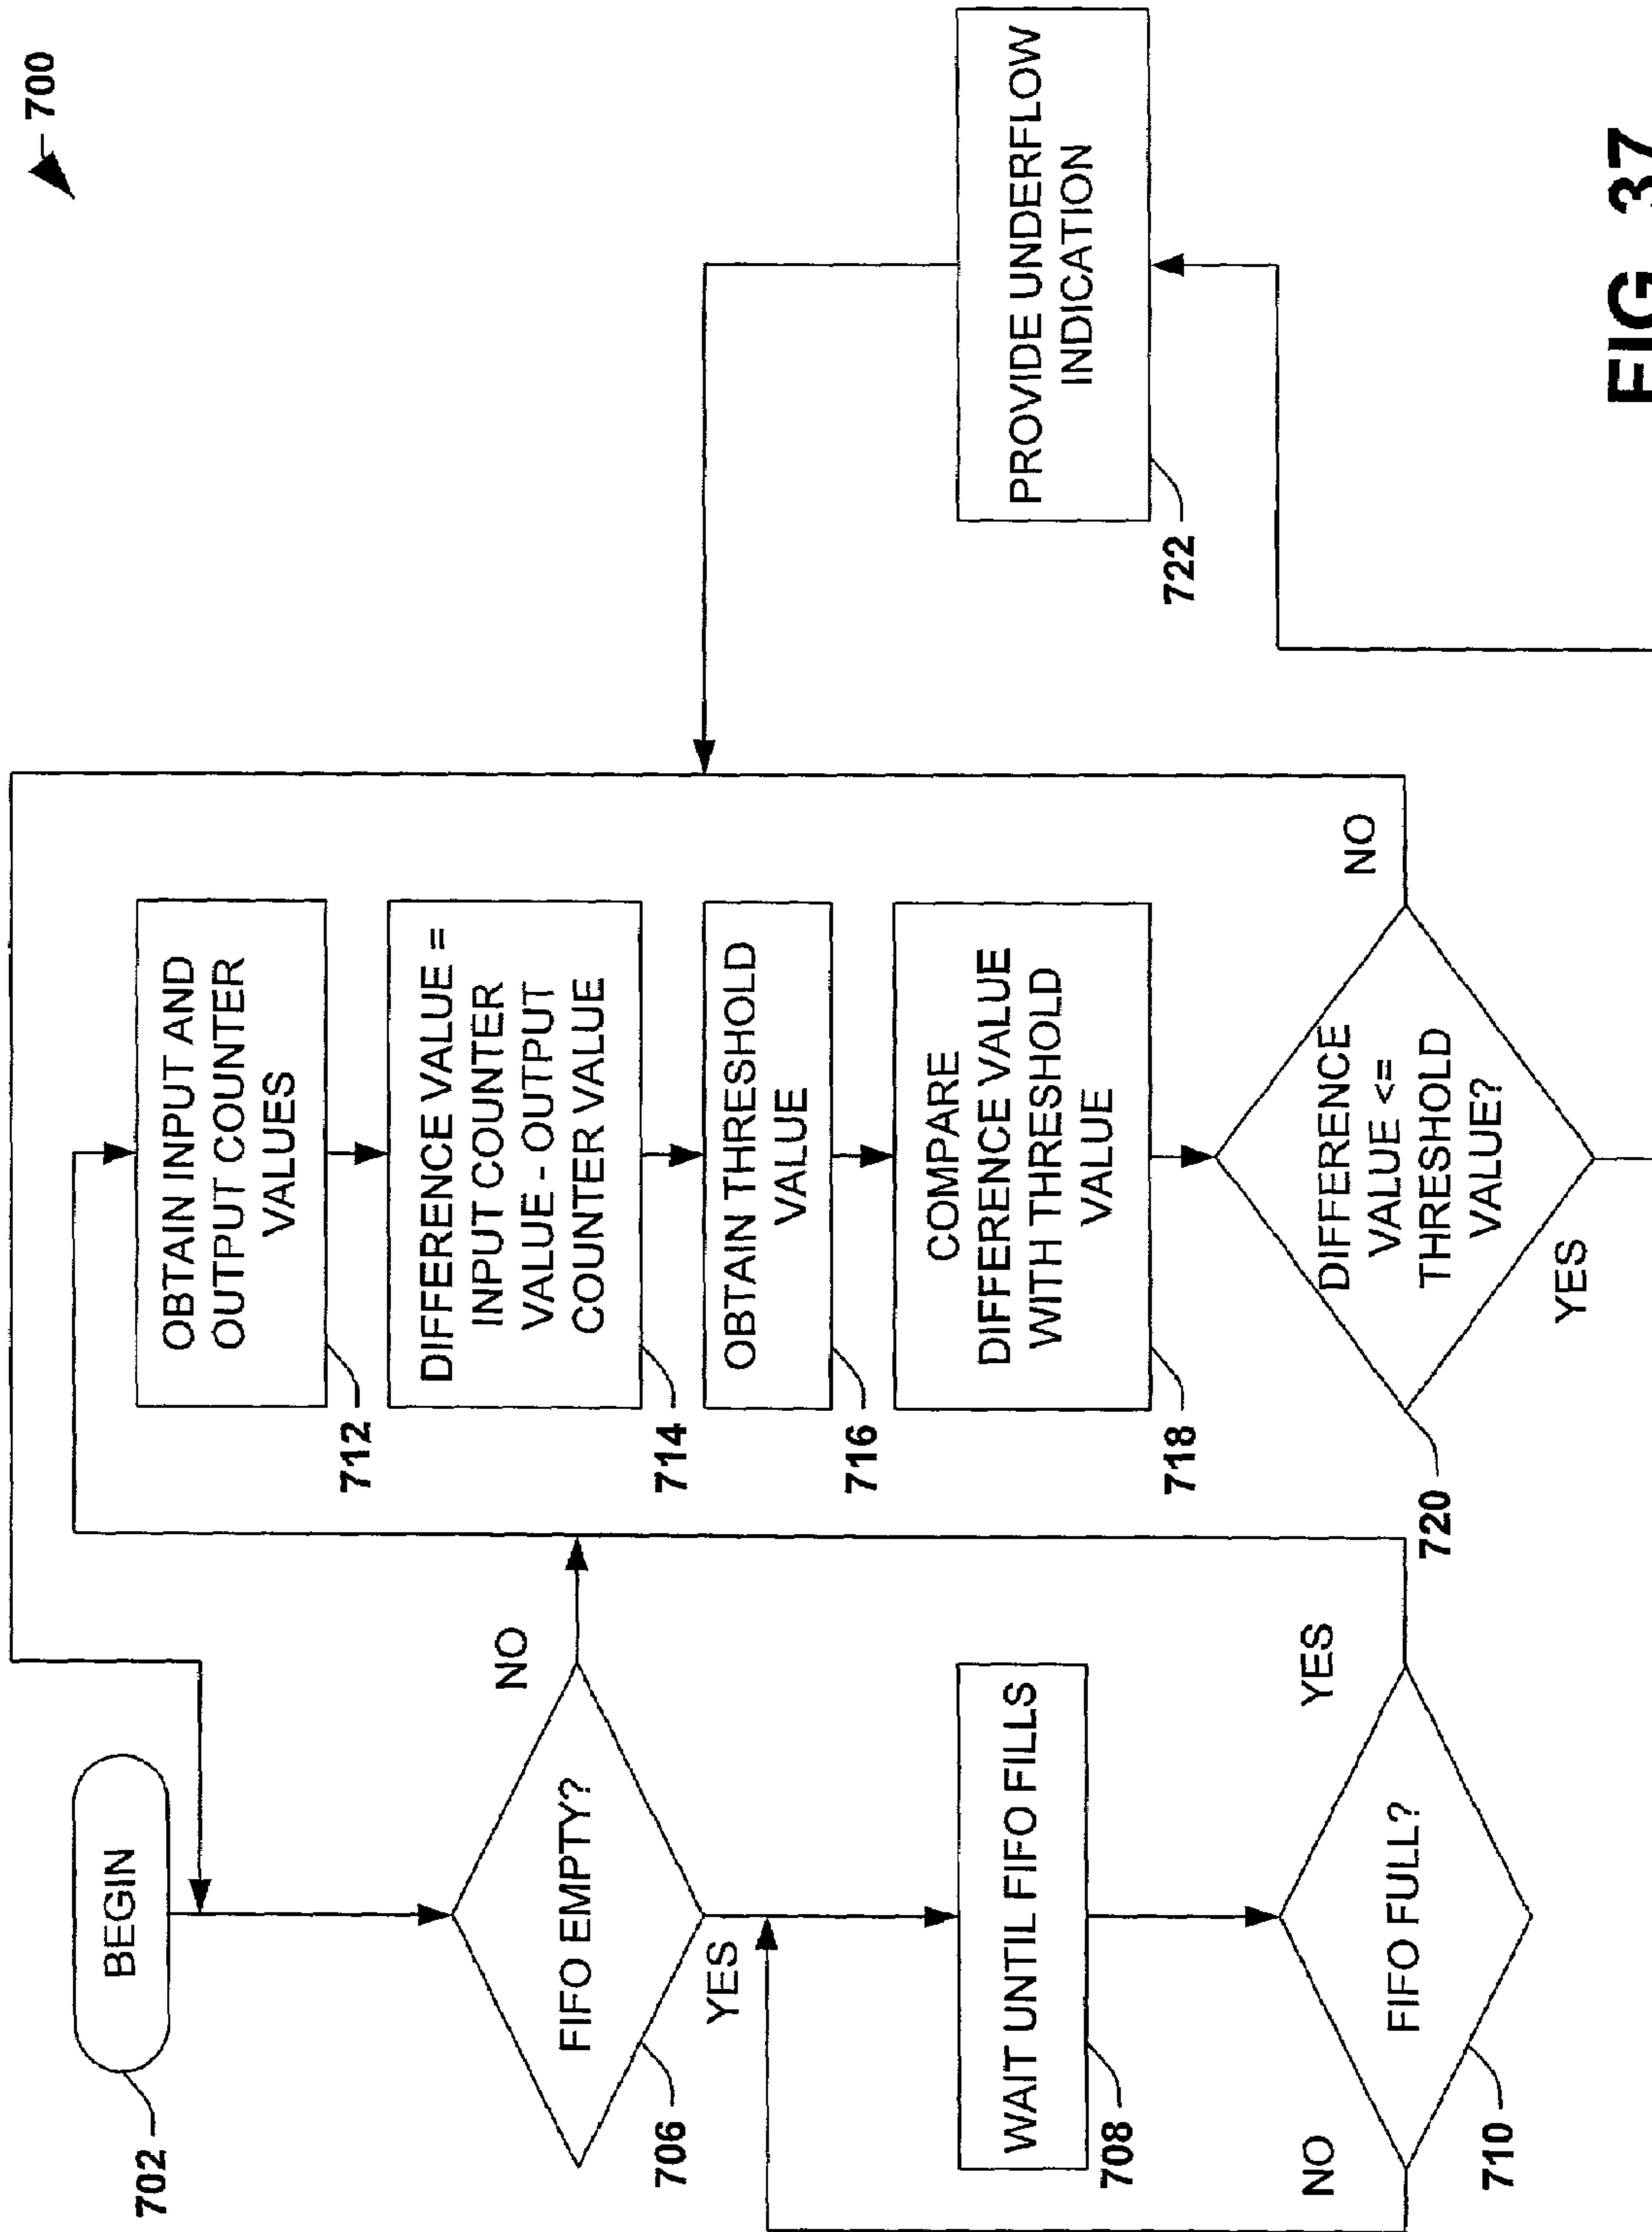 700
BEGIN
702
FIFO EMPTY?
706
NO
YES
WAIT UNTIL FIFO FILLS
708
FIFO FULL?
710
NO
YES
OBTAIN INPUT AND
OUTPUT COUNTER
VALUES
712
DIFFERENCE VALUE =
INPUT COUNTER
VALUE - OUTPUT
COUNTER VALUE
714
OBTAIN THRESHOLD
VALUE
716
COMPARE
DIFFERENCE VALUE
WITH THRESHOLD
VALUE
718
DIFFERENCE
VALUE <=
THRESHOLD
VALUE?
720
NO
YES
PROVIDE UNDERFLOW
INDICATION
722
FIG 37